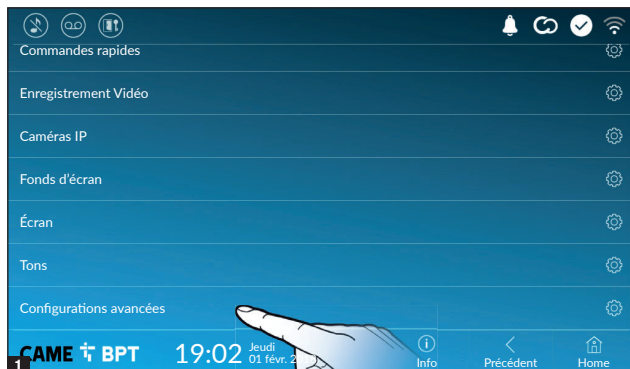 Commandes rapides
Enregistrement Vidéo
Caméras IP
Fonds d'écran
Écran
Tons
Configurations avancées
1
CAME BPT
19:02
Jeudi
01 févr.
Info
Précédent
Home